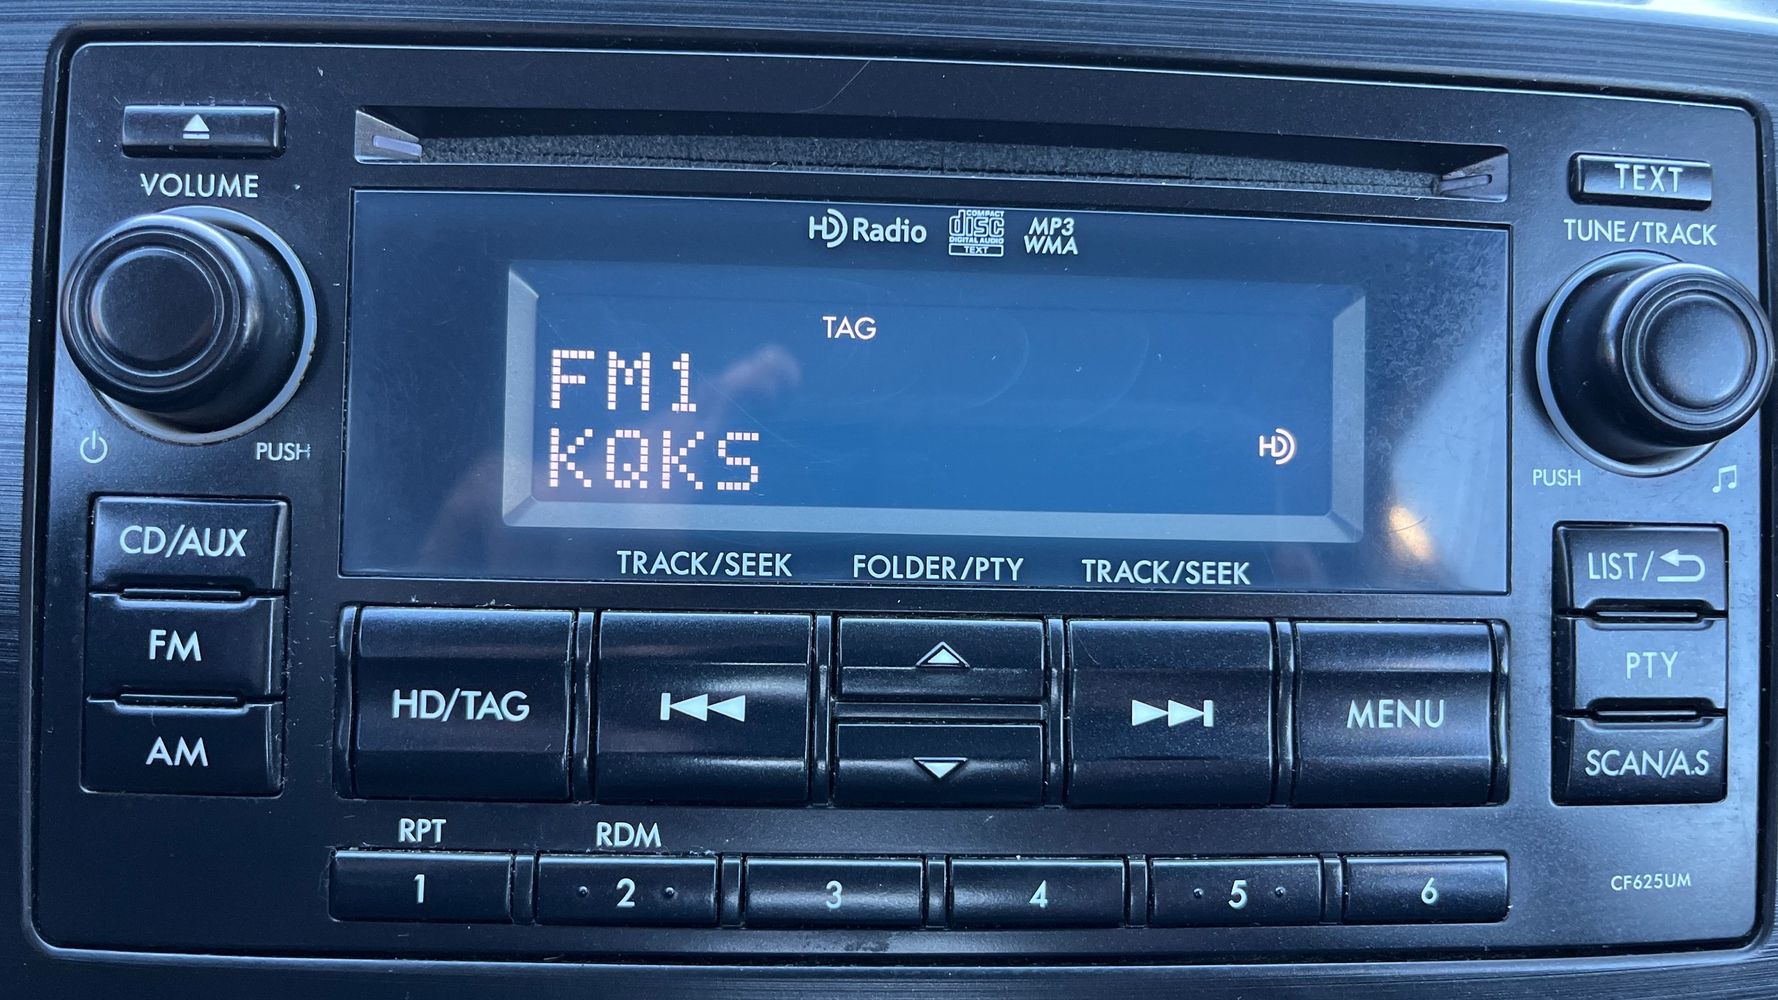 VOLUME
TEXT
TUNE/TRACK
HD Radio
COMPACT
disc
DIGITAL AUDIO
TEXT
MP3
WMA
TAG
FM1
KQKS
HD
PUSH
PUSH
TRACK/SEEK FOLDER/PTY TRACK/SEEK
CD/AUX
FM
AM
HD/TAG
MENU
LIST/
PTY
SCAN/A.S
RPT RDM
1 2 3 4 5 6
CF625UM